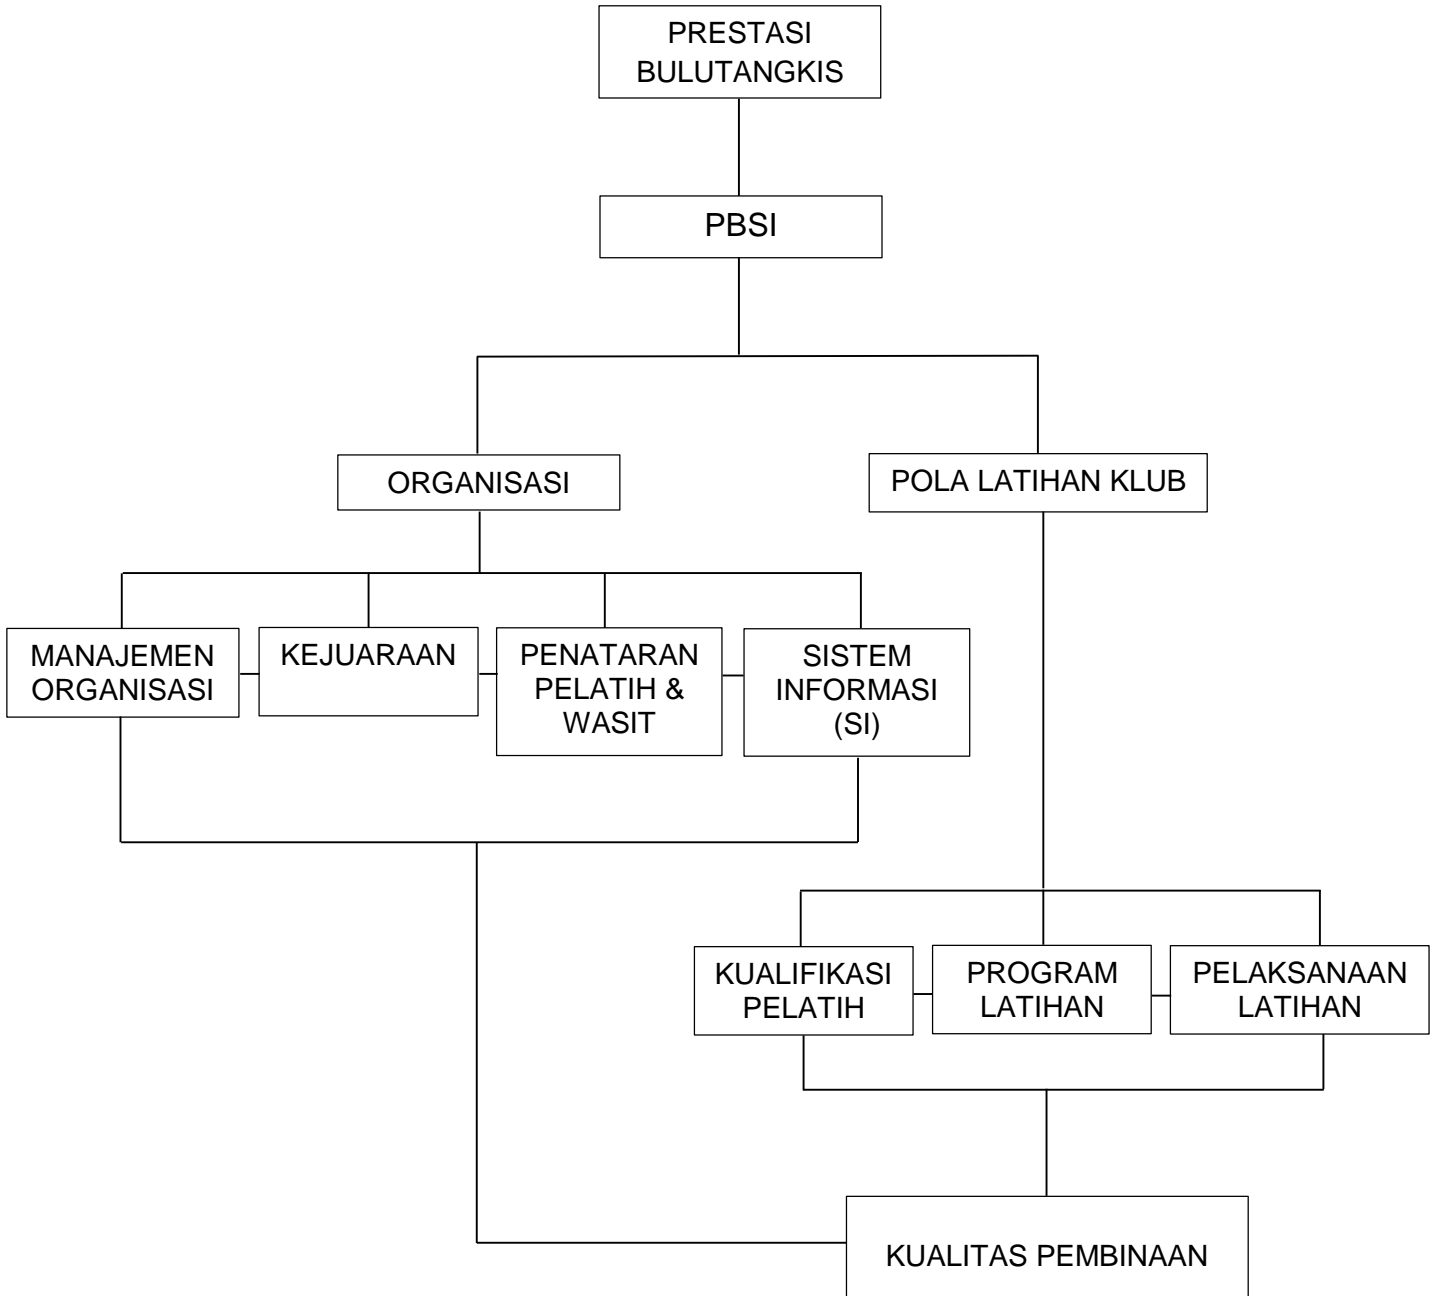 PRESTASI
BULUTANGKIS
PBSI
ORGANISASI
POLA LATIHAN KLUB
MANAJEMEN
ORGANISASI
KEJUARAAN
PENATARAN
PELATIH &
WASIT
SISTEM
INFORMASI
(SI)
KUALIFIKASI
PELATIH
PROGRAM
LATIHAN
PELAKSANAAN
LATIHAN
KUALITAS PEMBINAAN